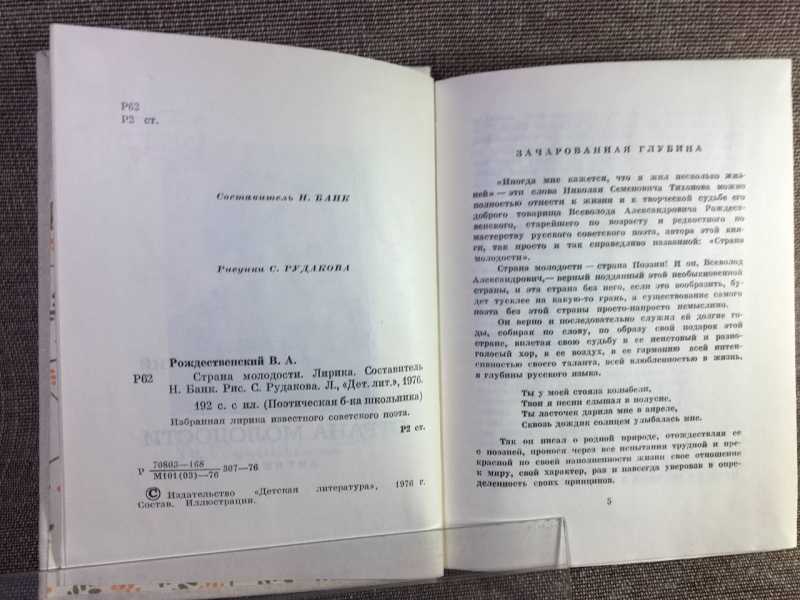 Р62
Р2 ст.
Составитель Н. БАНК
Рисунки С. РУДАКОВА
Рождественский В. А.
Р62
Страна молодости. Лирика. Составитель
Н. Банк. Рис. С. Рудакова. Л., «Дет. лит.», 1976.
192 с. с ил. (Поэтическая б-ка школьника)
Избранная лирика известного советского поэта.
Р2 ст.
Р 70803—168 / М101(03)—76 307—76
© Издательство «Детская литература», 1976 г.
Состав. Иллюстрации.
ЗАЧАРОВАННАЯ ГЛУБИНА
«Иногда мне кажется, что я жил несколько жиз-
ней» — эти слова Николая Семеновича Тихонова можно
полностью отнести к жизни и к творческой судьбе его
доброго товарища Всеволода Александровича Рождест-
венского, старейшего по возрасту и редкостного по
мастерству русского советского поэта, автора этой кни-
ги, так просто и так справедливо названной: «Страна
молодости».
Страна молодости — страна Поэзии! И он, Всеволод
Александрович,— верный подданный этой необыкновенной
страны, и эта страна без него, если это вообразить, бу-
дет тусклее на какую-то грань, а существование самого
поэта без этой страны просто-напросто немыслимо.
Он верно и последовательно служил ей долгие го-
ды, собирая по слову, по образу свой подарок этой
стране, вплетая свою судьбу в ее неистовый и разно-
голосый хор, в ее воздух, в ее гармонию всей интен-
сивностью своего таланта, всей влюбленностью в жизнь,
в глубины русского языка.
Ты у моей стояла колыбели,
Твои я песни слышал в полусне,
Ты ласточек дарила мне в апреле,
Сквозь дождик солнцем улыбалась мне.
Так он писал о родной природе, отождествляя ее
с поэзией, пронося через все испытания трудной и пре-
красной по своей наполненности жизни свое отношение
к миру, свой характер, раз и навсегда уверовав в опре-
деленность своих принципов.
5